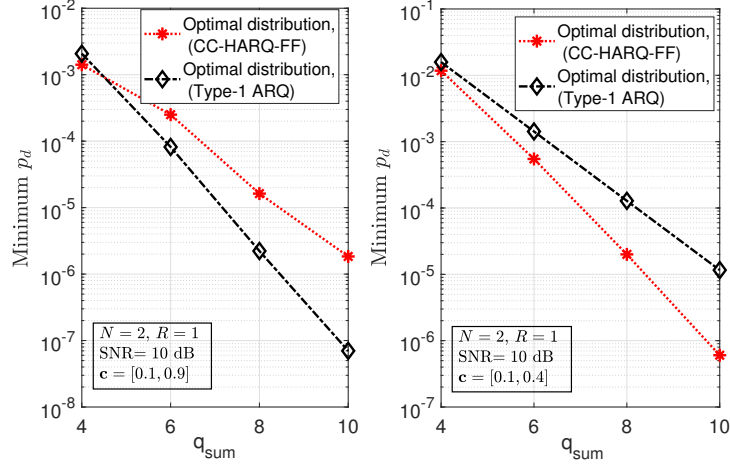 Optimal distribution,
(CC-HARQ-FF)
Optimal distribution,
(Type-1 ARQ)
10^-2
10^-3
10^-4
10^-5
10^-6
10^-7
10^-8
Minimum p_d
N = 2, R = 1
SNR= 10 dB
c = [0.1, 0.9]
4 6 8 10
q_sum
Optimal distribution,
(CC-HARQ-FF)
Optimal distribution,
(Type-1 ARQ)
10^-1
10^-2
10^-3
10^-4
10^-5
10^-6
10^-7
Minimum p_d
N = 2, R = 1
SNR= 10 dB
c = [0.1, 0.4]
4 6 8 10
q_sum